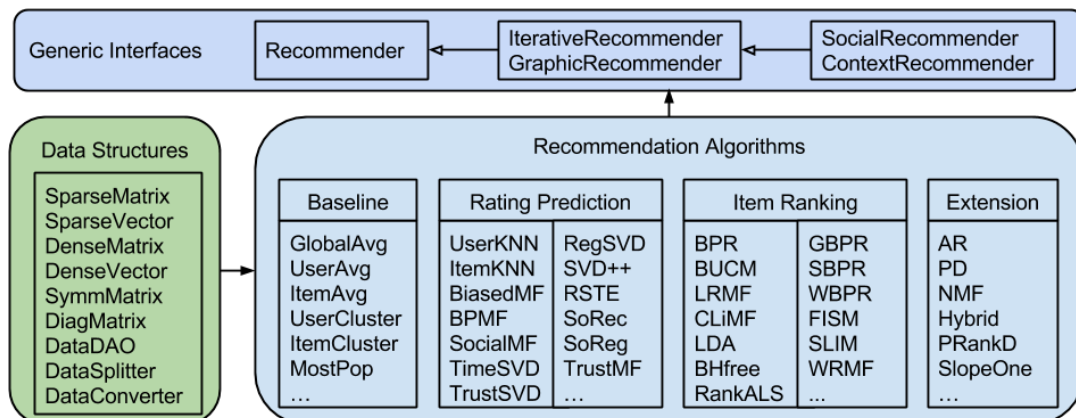 Generic Interfaces
Recommender
IterativeRecommender
GraphicRecommender
SocialRecommender
ContextRecommender
Data Structures
SparseMatrix
SparseVector
DenseMatrix
DenseVector
SymmMatrix
DiagMatrix
DataDAO
DataSplitter
DataConverter
Recommendation Algorithms
Baseline
GlobalAvg
UserAvg
ItemAvg
UserCluster
ItemCluster
MostPop
...
Rating Prediction
UserKNN
ItemKNN
BiasedMF
BPMF
SocialMF
TimeSVD
TrustSVD
RegSVD
SVD++
RSTE
SoRec
SoReg
TrustMF
...
Item Ranking
BPR
BUCM
LRMF
CLiMF
LDA
BHfree
RankALS
GBPR
SBPR
WBPR
FISM
SLIM
WRMF
...
Extension
AR
PD
NMF
Hybrid
PRankD
SlopeOne
...